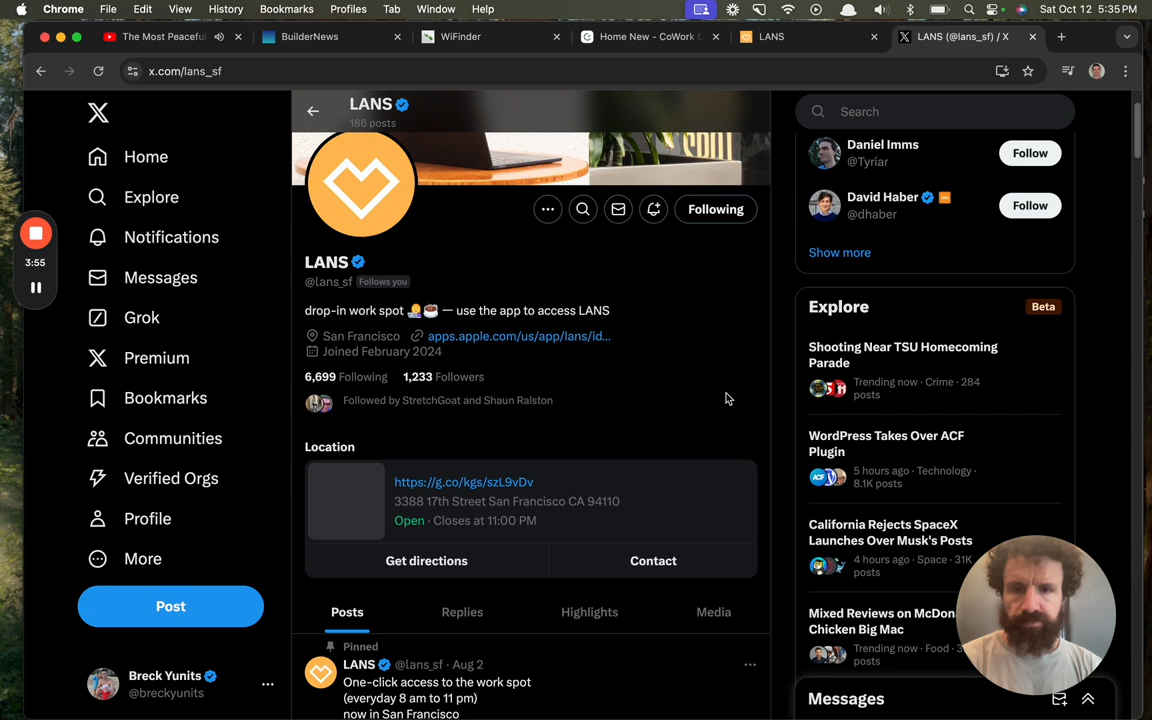 Chrome File Edit View History Bookmarks Profiles Tab Window Help Sat Oct 12 5:35 PM
The Most Peaceful
BuilderNews
WiFinder
Home New - CoWork C
LANS
LANS (@lans_sf) / X
x.com/lans_sf
LANS
186 posts
Search
Home
Explore
Notifications
Messages
Grok
Premium
Bookmarks
Communities
Verified Orgs
Profile
More
Post
Breck Yunits
@breckyunits
3:55
SPOT
Following
LANS
@lans_sf Follows you
drop-in work spot 👩‍💼☕ — use the app to access LANS
San Francisco apps.apple.com/us/app/lans/id...
Joined February 2024
6,699 Following 1,233 Followers
Followed by StretchGoat and Shaun Ralston
Location
https://g.co/kgs/szL9vDv
3388 17th Street San Francisco CA 94110
Open · Closes at 11:00 PM
Get directions Contact
Posts Replies Highlights Media
Pinned
LANS @lans_sf · Aug 2
One-click access to the work spot
(everyday 8 am to 11 pm)
now in San Francisco
Daniel Imms
@Tyriar
Follow
David Haber
@dhaber
Follow
Show more
Explore Beta
Shooting Near TSU Homecoming
Parade
Trending now · Crime · 284
posts
WordPress Takes Over ACF
Plugin
5 hours ago · Technology ·
8.1K posts
California Rejects SpaceX
Launches Over Musk's Posts
4 hours ago · Space · 31K
posts
Mixed Reviews on McDon
Chicken Big Mac
Trending now · Food · 3
posts
Messages